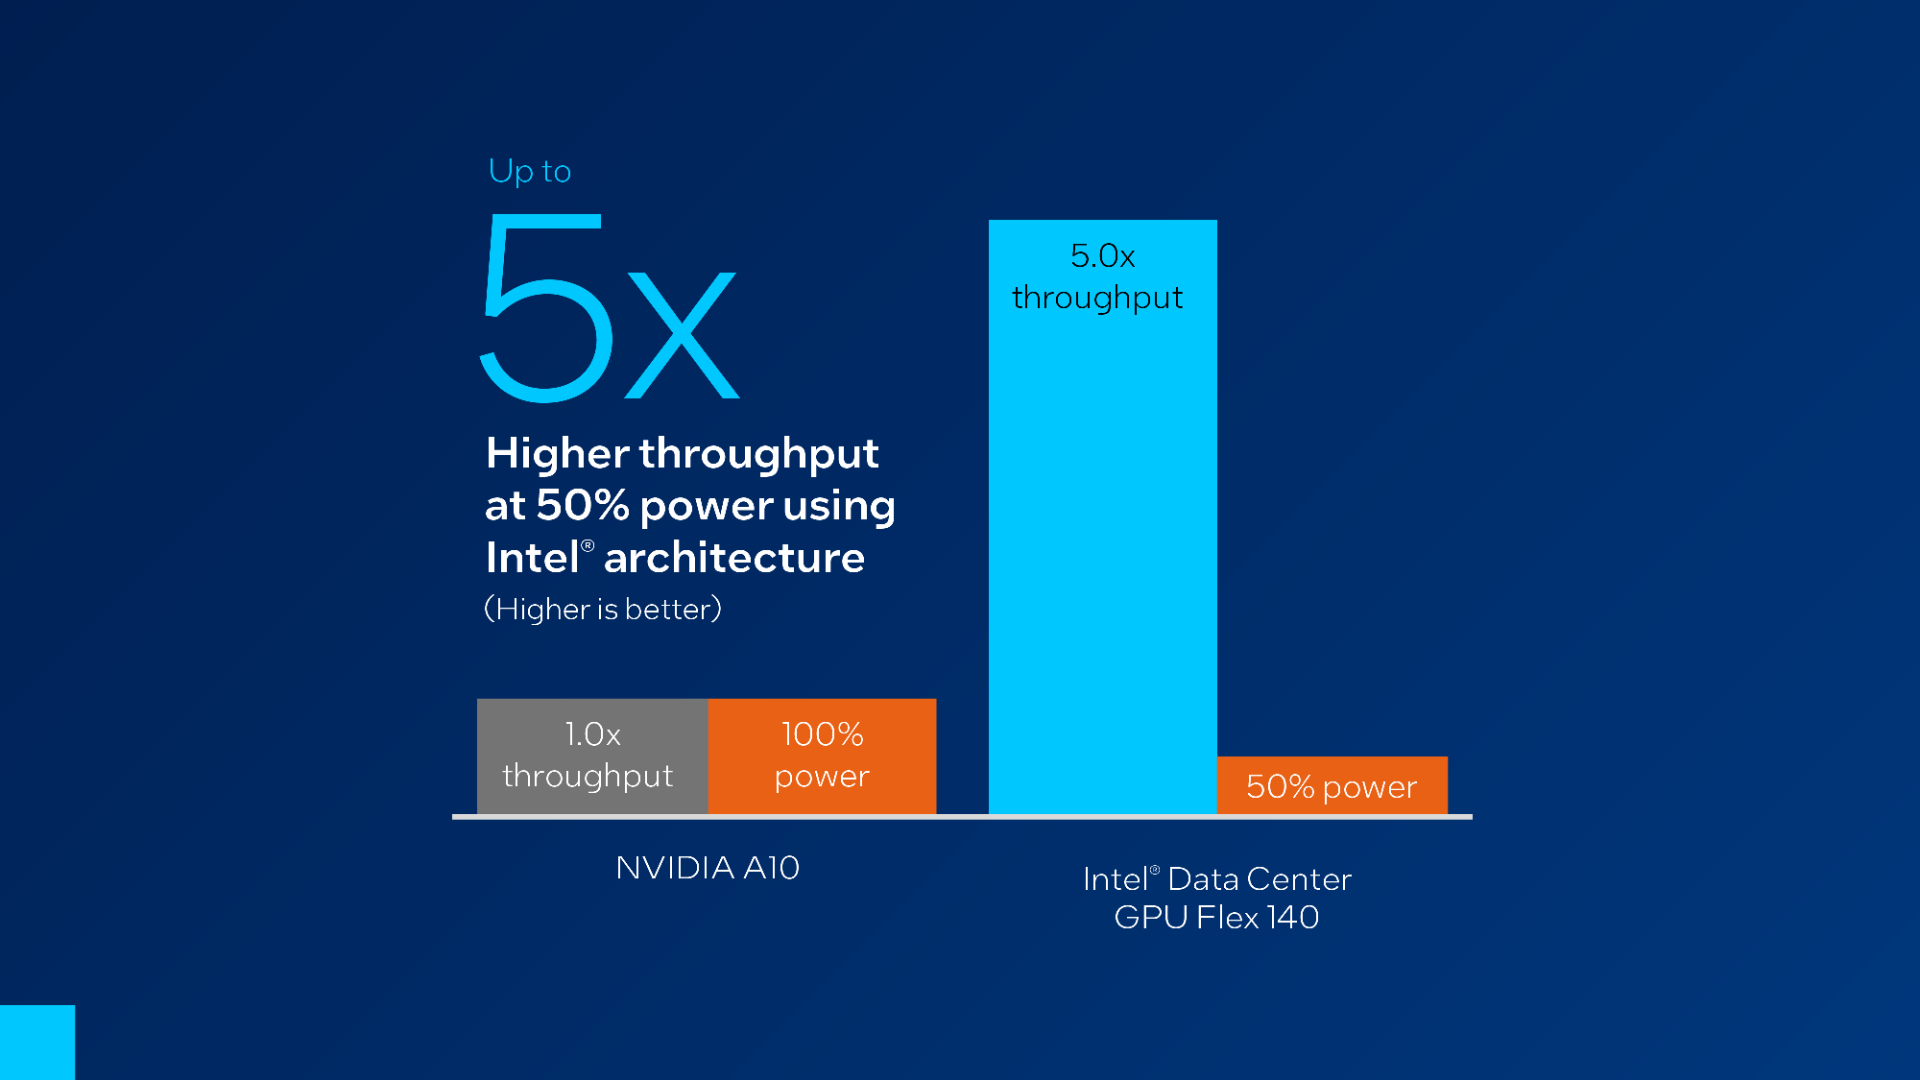 Up to
5x
Higher throughput
at 50% power using
Intel® architecture
(Higher is better)
1.0x
throughput
100%
power
5.0x
throughput
50% power
NVIDIA A10
Intel® Data Center
GPU Flex 140